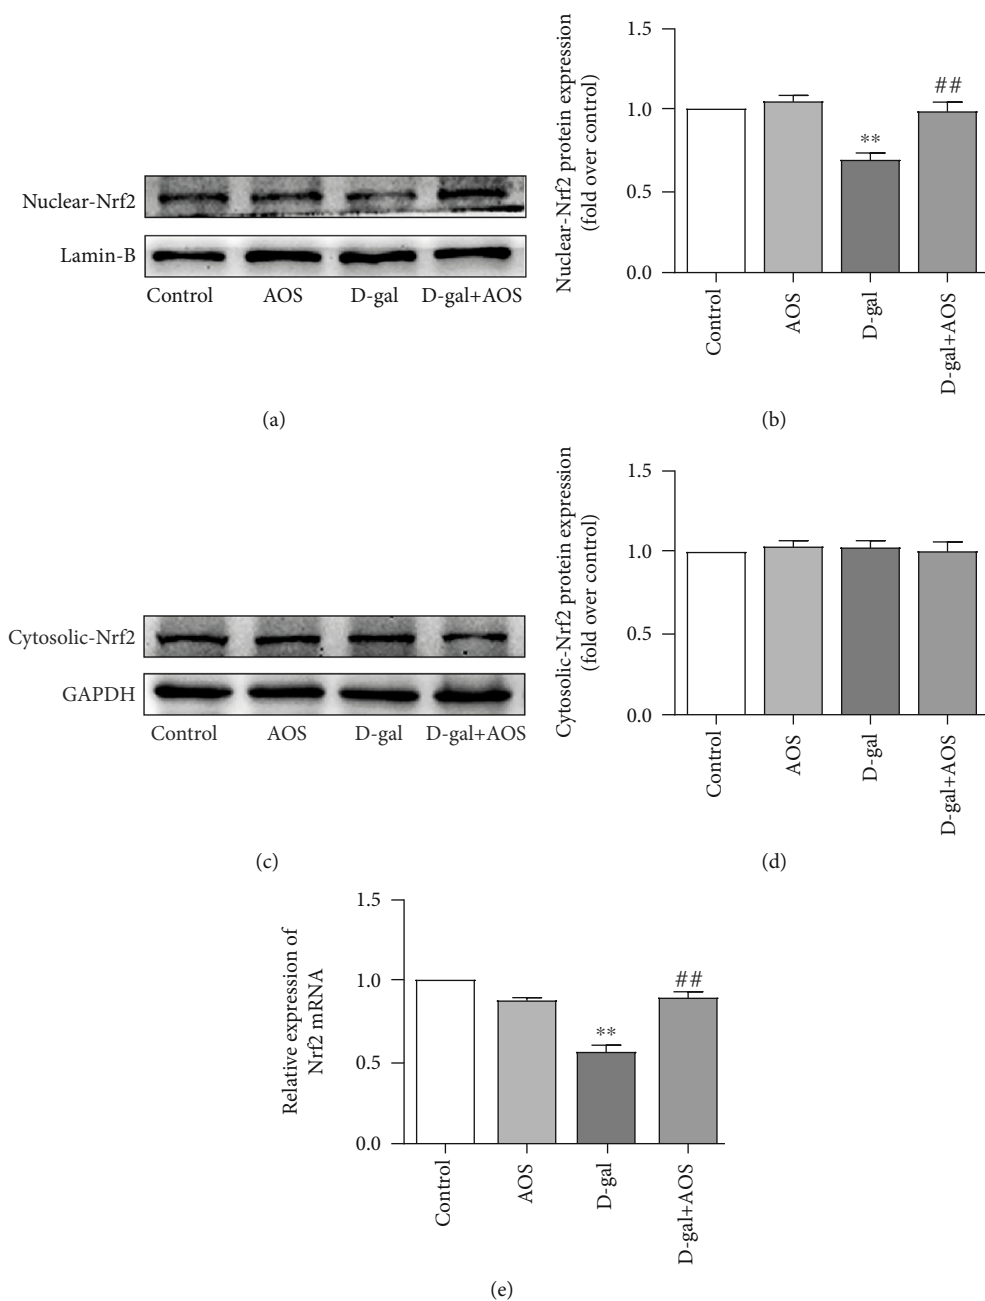 Nuclear-Nrf2
Lamin-B
Control AOS D-gal D-gal+AOS
(a)
Nuclear-Nrf2 protein expression
(fold over control)
1.5
1.0
0.5
0.0
**
##
Control
AOS
D-gal
D-gal+AOS
(b)
Cytosolic-Nrf2
GAPDH
Control AOS D-gal D-gal+AOS
(c)
Cytosolic-Nrf2 protein expression
(fold over control)
1.5
1.0
0.5
0.0
Control
AOS
D-gal
D-gal+AOS
(d)
Relative expression of
Nrf2 mRNA
1.5
1.0
0.5
0.0
**
##
Control
AOS
D-gal
D-gal+AOS
(e)